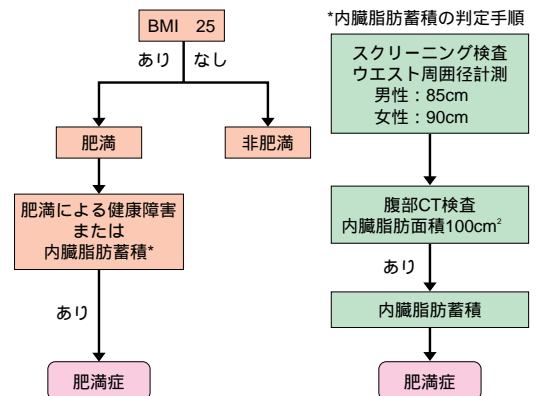 BMI 25
あり なし
肥満
非肥満
肥満による健康障害
または
内臓脂肪蓄積*
あり
肥満症
*内臓脂肪蓄積の判定手順
スクリーニング検査
ウエスト周囲径計測
男性：85cm
女性：90cm
腹部CT検査
内臓脂肪面積100cm²
あり
内臓脂肪蓄積
肥満症